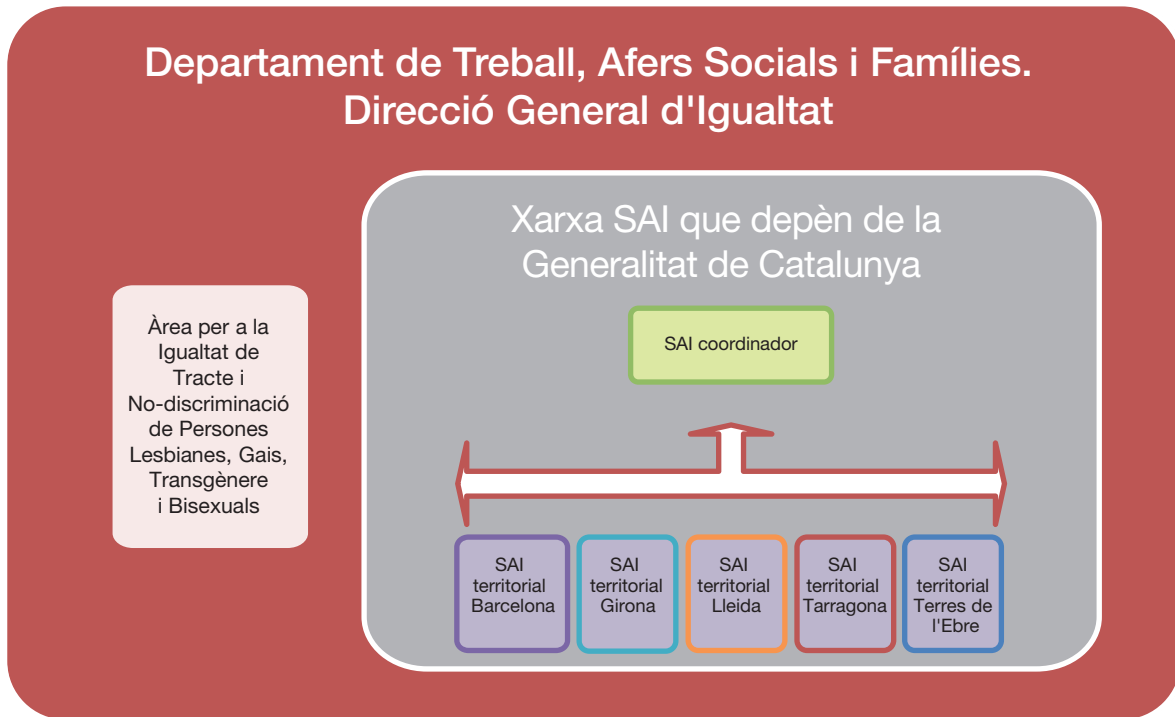 Departament de Treball, Afers Socials i Famílies.
Direcció General d'Igualtat
Xarxa SAI que depèn de la
Generalitat de Catalunya
Àrea per a la
Igualtat de
Tracte i
No-discriminació
de Persones
Lesbianes, Gais,
Transgènere
i Bisexuals
SAI coordinador
SAI
territorial
Barcelona
SAI
territorial
Girona
SAI
territorial
Lleida
SAI
territorial
Tarragona
SAI
territorial
Terres de
l'Ebre